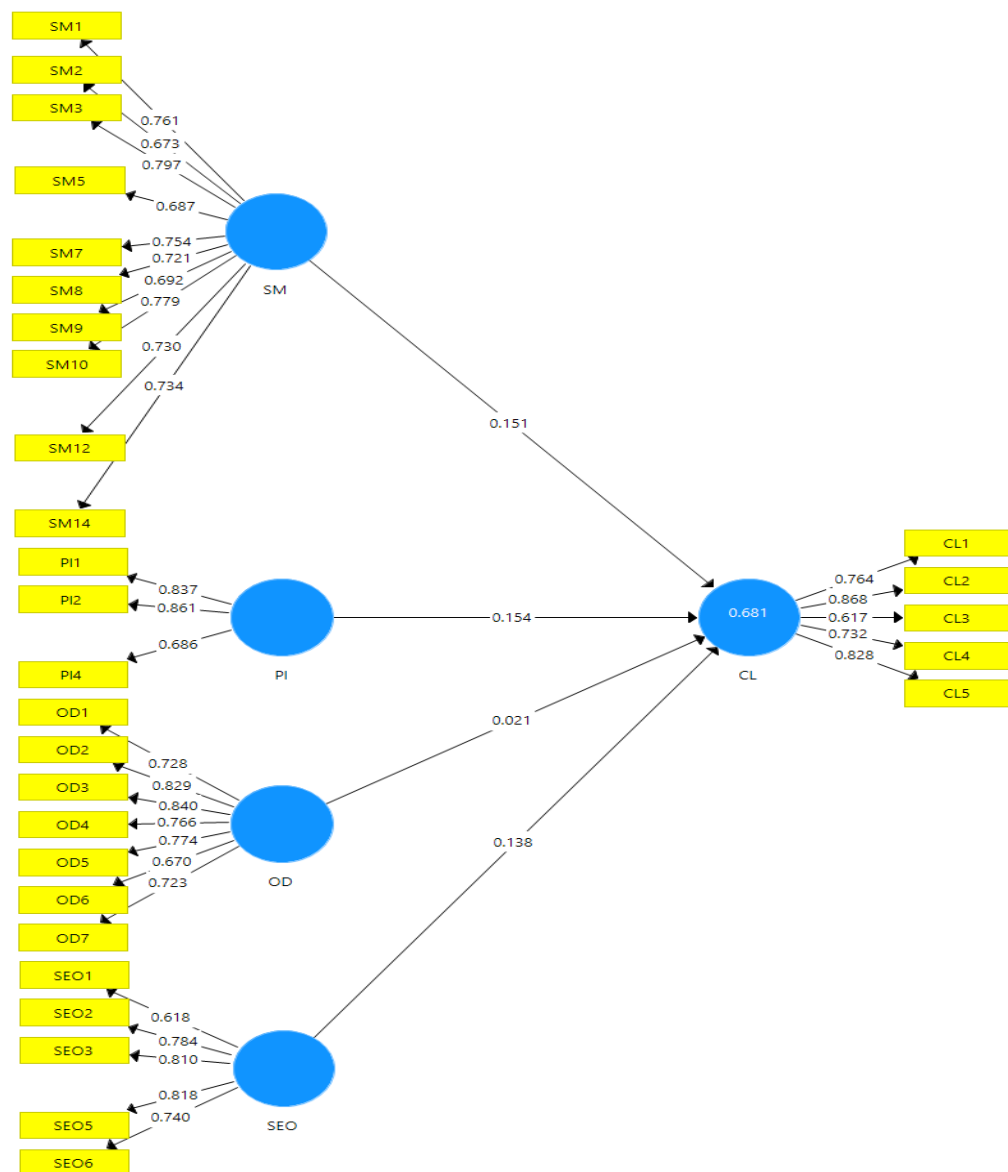 SM1
SM2
SM3
SM5
SM7
SM8
SM9
SM10
SM12
SM14
0.761
0.673
0.797
0.687
0.754
0.721
0.692
0.779
0.730
0.734
SM
0.151
PI1
PI2
PI4
0.837
0.861
0.686
PI
0.154
OD1
OD2
OD3
OD4
OD5
OD6
OD7
0.728
0.829
0.840
0.766
0.774
0.670
0.723
OD
0.021
SEO1
SEO2
SEO3
SEO5
SEO6
0.618
0.784
0.810
0.818
0.740
SEO
0.138
0.681
CL
0.764
0.868
0.617
0.732
0.828
CL1
CL2
CL3
CL4
CL5